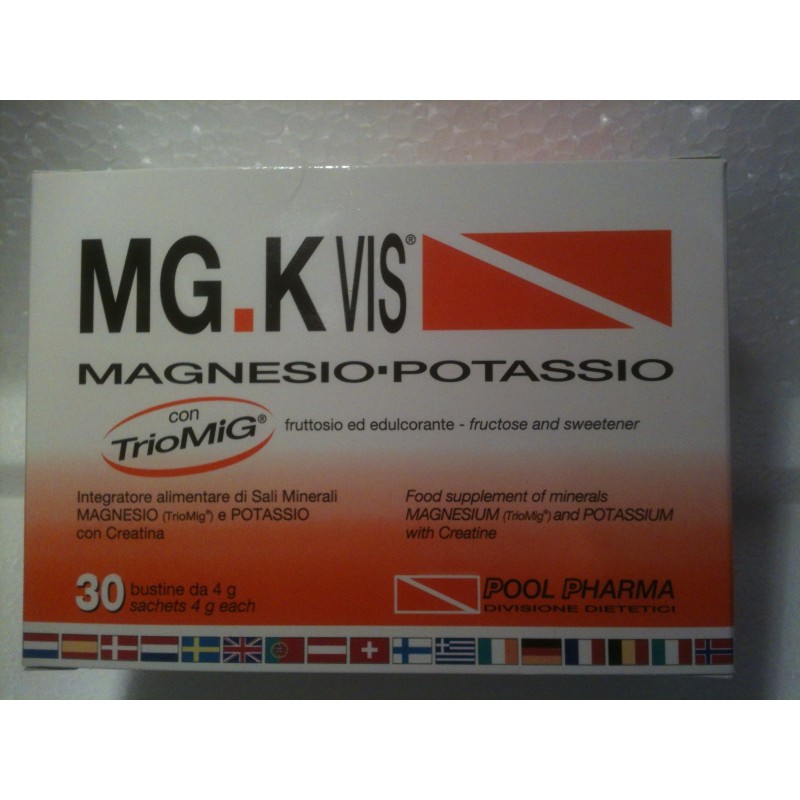 MG.K VIS®
MAGNESIO·POTASSIO
con
TrioMiG®
fruttosio ed edulcorante - fructose and sweetener
Integratore alimentare di Sali Minerali
MAGNESIO (TrioMig®) e POTASSIO
con Creatina
Food supplement of minerals
MAGNESIUM (TrioMig®) and POTASSIUM
with Creatine
30 bustine da 4 g
sachets 4 g each
POOL PHARMA
DIVISIONE DIETETICI